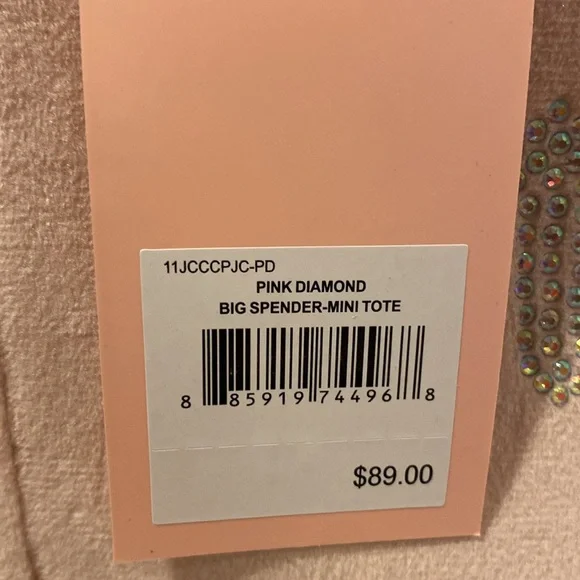 11JCCCPJC-PD
PINK DIAMOND
BIG SPENDER-MINI TOTE
8 85919 74496 8
$89.00